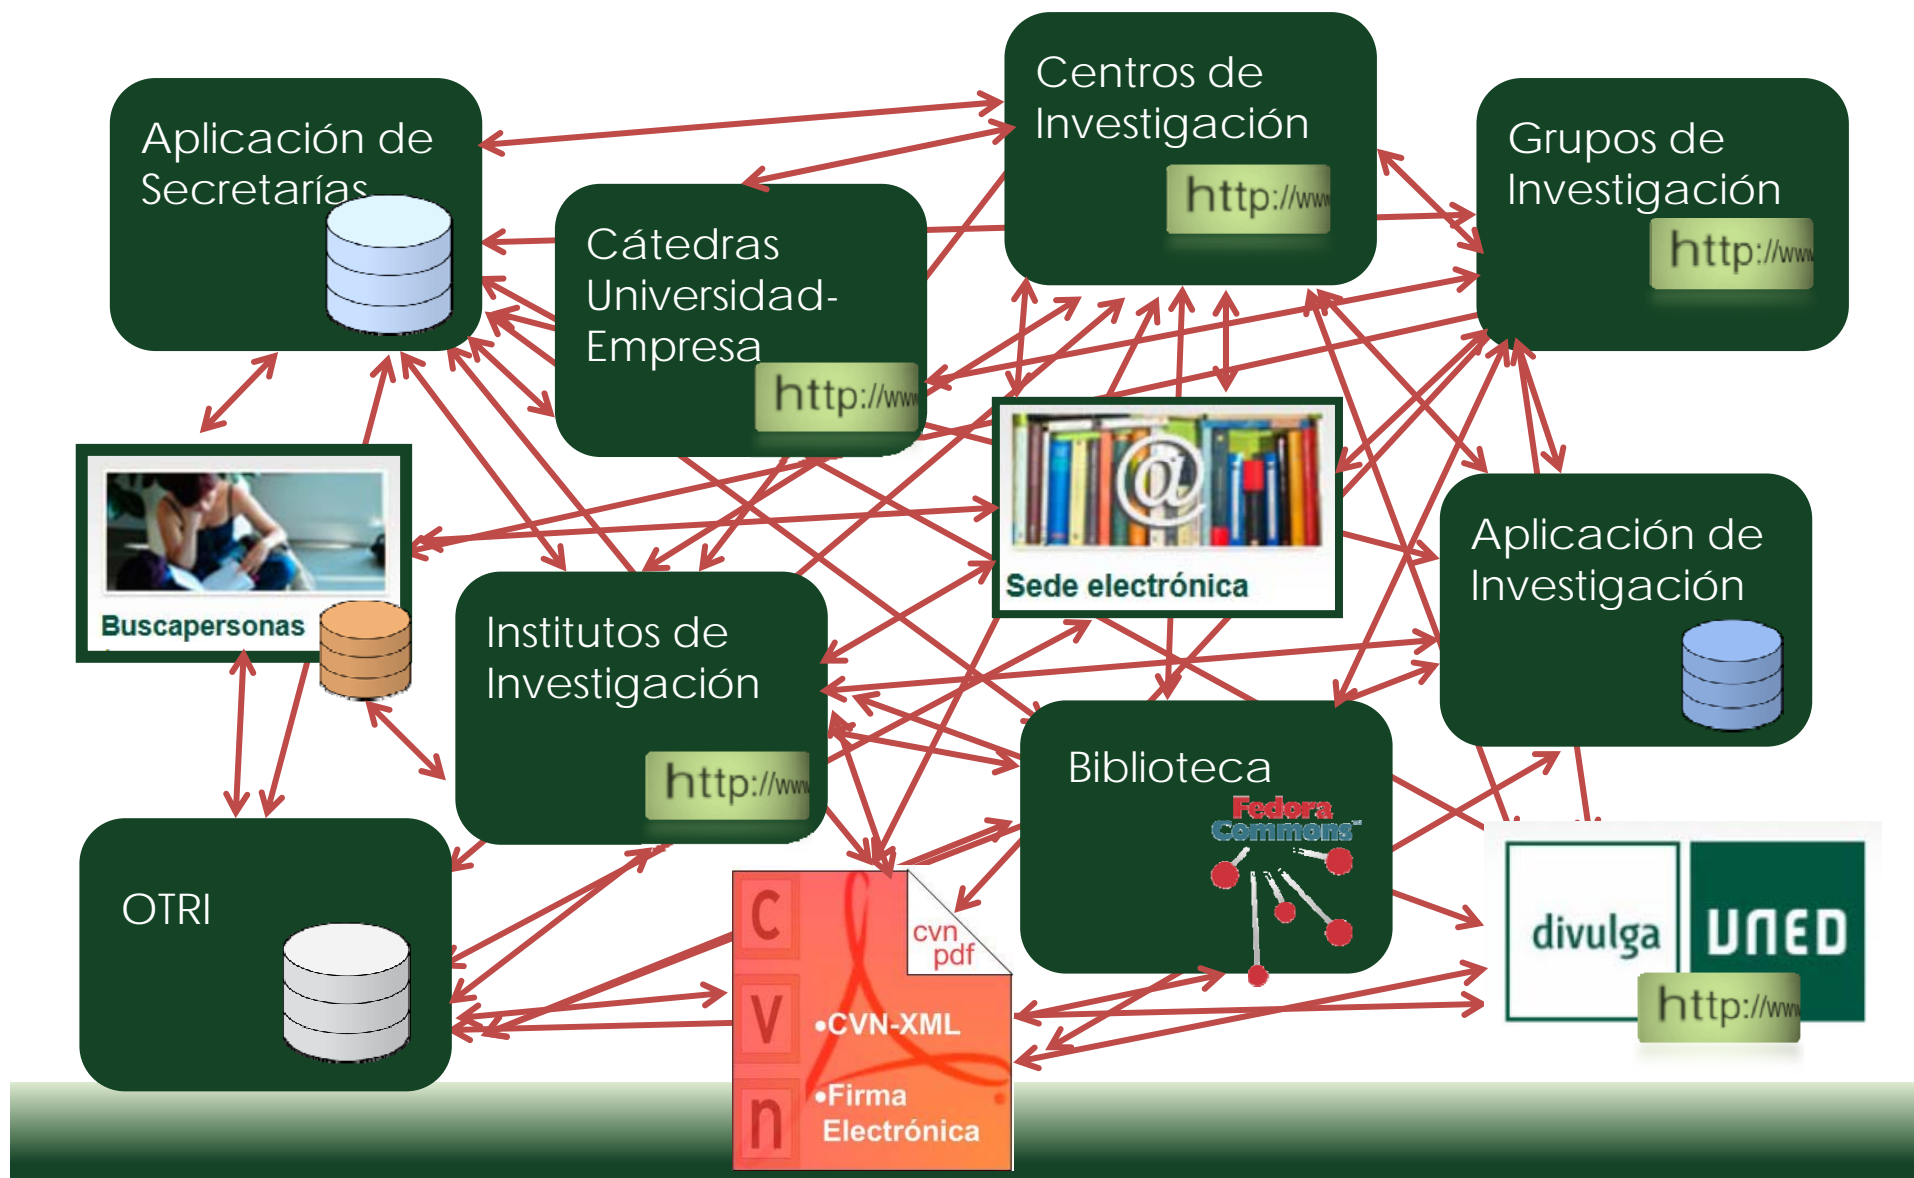 Centros de
Investigación
http://www
Aplicación de
Secretarías
Grupos de
Investigación
http://www
Cátedras
Universidad-
Empresa
http://www
Buscapersonas
@
Sede electrónica
Aplicación de
Investigación
Institutos de
Investigación
http://www
Biblioteca
Fedora
Commons™
OTRI
C
V
n
cvn
pdf
•CVN-XML
•Firma
Electrónica
divulga
UNED
http://www